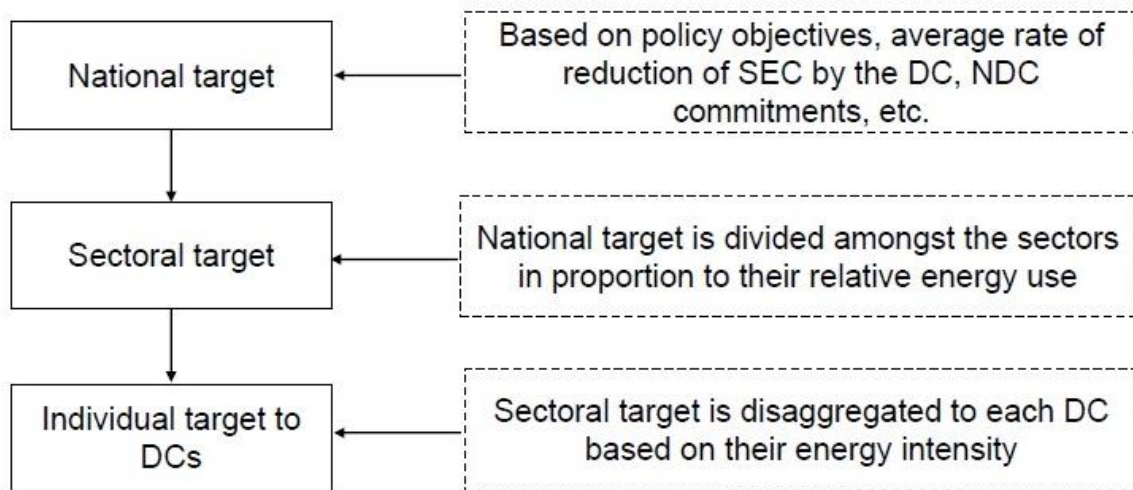 National target
Based on policy objectives, average rate of
reduction of SEC by the DC, NDC
commitments, etc.
Sectoral target
National target is divided amongst the sectors
in proportion to their relative energy use
Individual target to
DCs
Sectoral target is disaggregated to each DC
based on their energy intensity